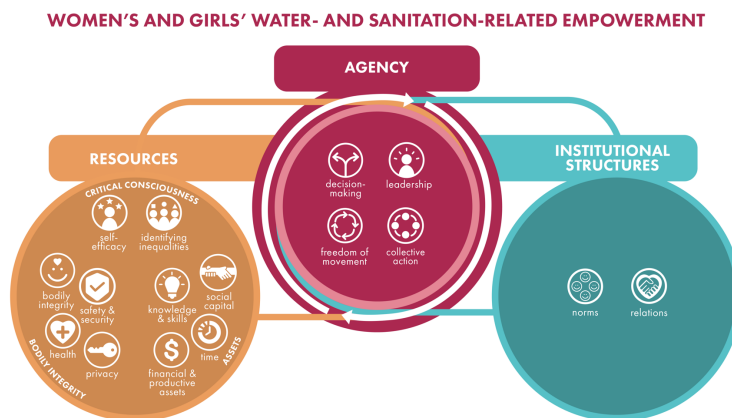 WOMEN'S AND GIRLS' WATER- AND SANITATION-RELATED EMPOWERMENT
AGENCY
RESOURCES
INSTITUTIONAL
STRUCTURES
CRITICAL CONSCIOUSNESS
self-
efficacy
identifying
inequalities
bodily
integrity
safety &
security
health
privacy
BODILY INTEGRITY
knowledge
& skills
social
capital
time
financial &
productive
assets
ASSETS
decision-
making
leadership
freedom of
movement
collective
action
norms
relations